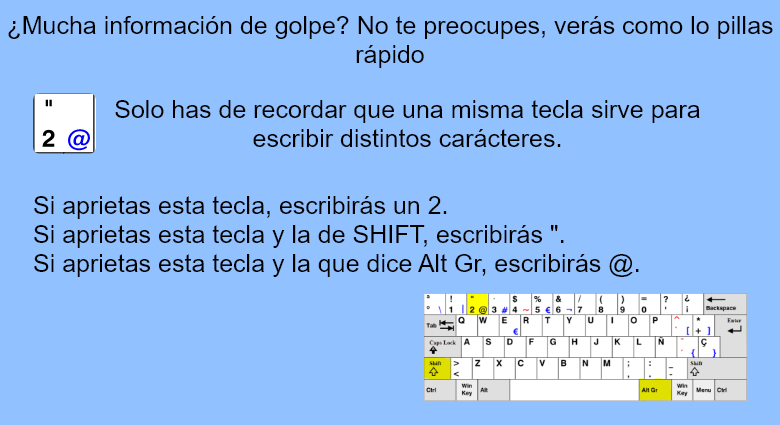 ¿Mucha información de golpe? No te preocupes, verás como lo pillas
rápido
"
2 @
Solo has de recordar que una misma tecla sirve para
escribir distintos carácteres.
Si aprietas esta tecla, escribirás un 2.
Si aprietas esta tecla y la de SHIFT, escribirás ".
Si aprietas esta tecla y la que dice Alt Gr, escribirás @.
ª ! " · $ % & / ( ) = ? ¿ Backspace
º \ 1 | 2 @ 3 # 4 ~ 5 € 6 ¬ 7 8 9 0 ' ¡
Tab Q W E R T Y U I O P ^ * Enter
€ ` [ + ]
Caps Lock A S D F G H J K L Ñ ¨ Ç
´ { }
Shift > Z X C V B N M ; : _ Shift
< , . -
Ctrl Win Key Alt Alt Gr Win Key Menu Ctrl